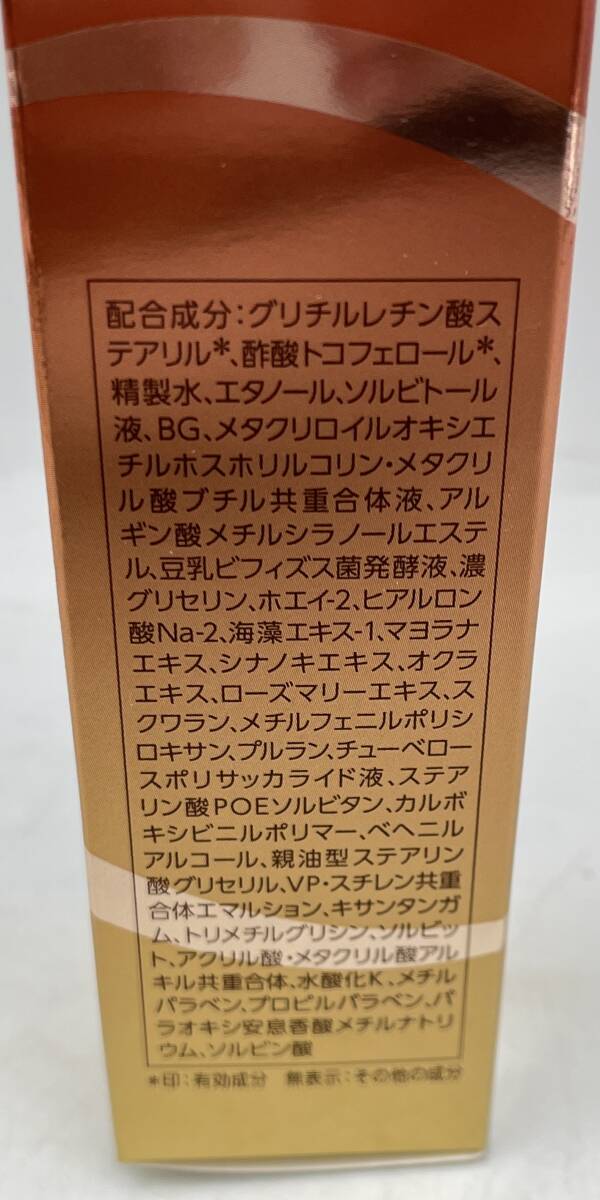 配合成分：グリチルレチン酸ス
テアリル*、酢酸トコフェロール*、
精製水、エタノール、ソルビトール
液、BG、メタクリロイルオキシエ
チルホスホリルコリン・メタクリ
ル酸ブチル共重合体液、アル
ギン酸メチルシラノールエステ
ル、豆乳ビフィズス菌発酵液、濃
グリセリン、ホエイ-2、ヒアルロン
酸Na-2、海藻エキス-1、マヨラナ
エキス、シナノキエキス、オクラ
エキス、ローズマリーエキス、ス
クワラン、メチルフェニルポリシ
ロキサン、プルラン、チューベロー
スポリサッカライド液、ステア
リン酸POEソルビタン、カルボ
キシビニルポリマー、ベヘニル
アルコール、親油型ステアリン
酸グリセリル、VP・スチレン共重
合体エマルション、キサンタンガ
ム、トリメチルグリシン、ソルビッ
ト、アクリル酸・メタクリル酸アル
キル共重合体、水酸化K、メチル
パラベン、プロピルパラベン、パ
ラオキシ安息香酸メチルナトリ
ウム、ソルビン酸
*印：有効成分　無表示：その他の成分